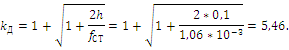 k_Д = 1 + √(1 + 2h/f_СТ) = 1 + √(1 + (2 * 0,1)/(1,06 * 10⁻³)) = 5,46.